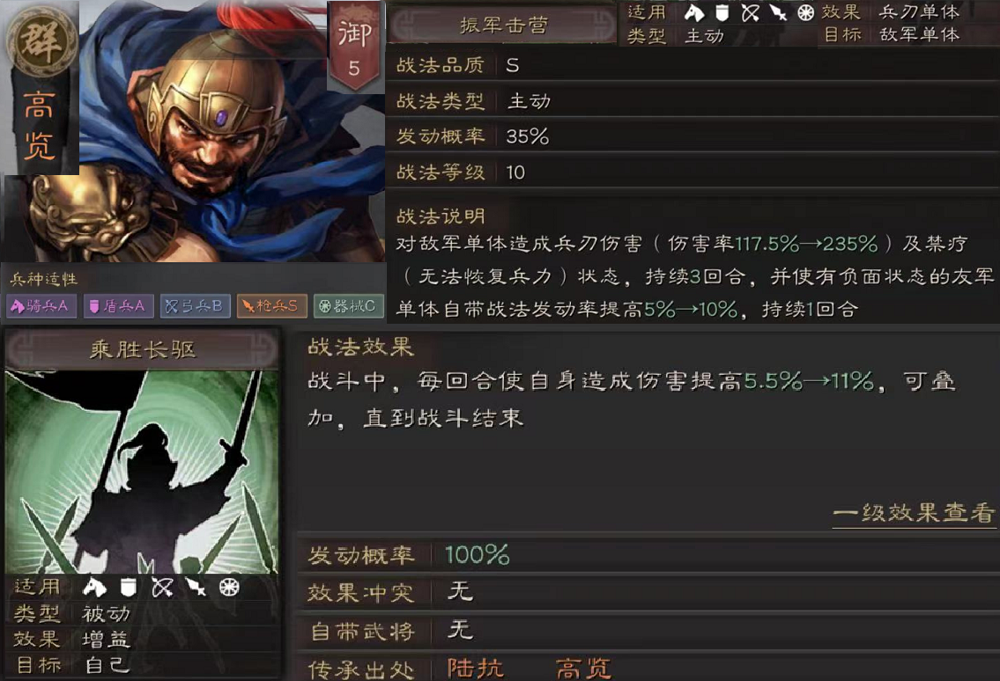 群
高
览
御
5
兵种适性
骑兵A 盾兵A 弓兵B 枪兵S 器械C
振军击营
适用 效果 兵刃单体
类型 主动 目标 敌军单体
战法品质 S
战法类型 主动
发动概率 35%
战法等级 10
战法说明
对敌军单体造成兵刃伤害（伤害率117.5%→235%）及禁疗
（无法恢复兵力）状态，持续3回合，并使有负面状态的友军
单体自带战法发动率提高5%→10%，持续1回合
乘胜长驱
适用
类型 被动
效果 增益
目标 自己
战法效果
战斗中，每回合使自身造成伤害提高5.5%→11%，可叠
加，直到战斗结束
一级效果查看
发动概率 100%
效果冲突 无
自带武将 无
传承出处 陆抗 高览